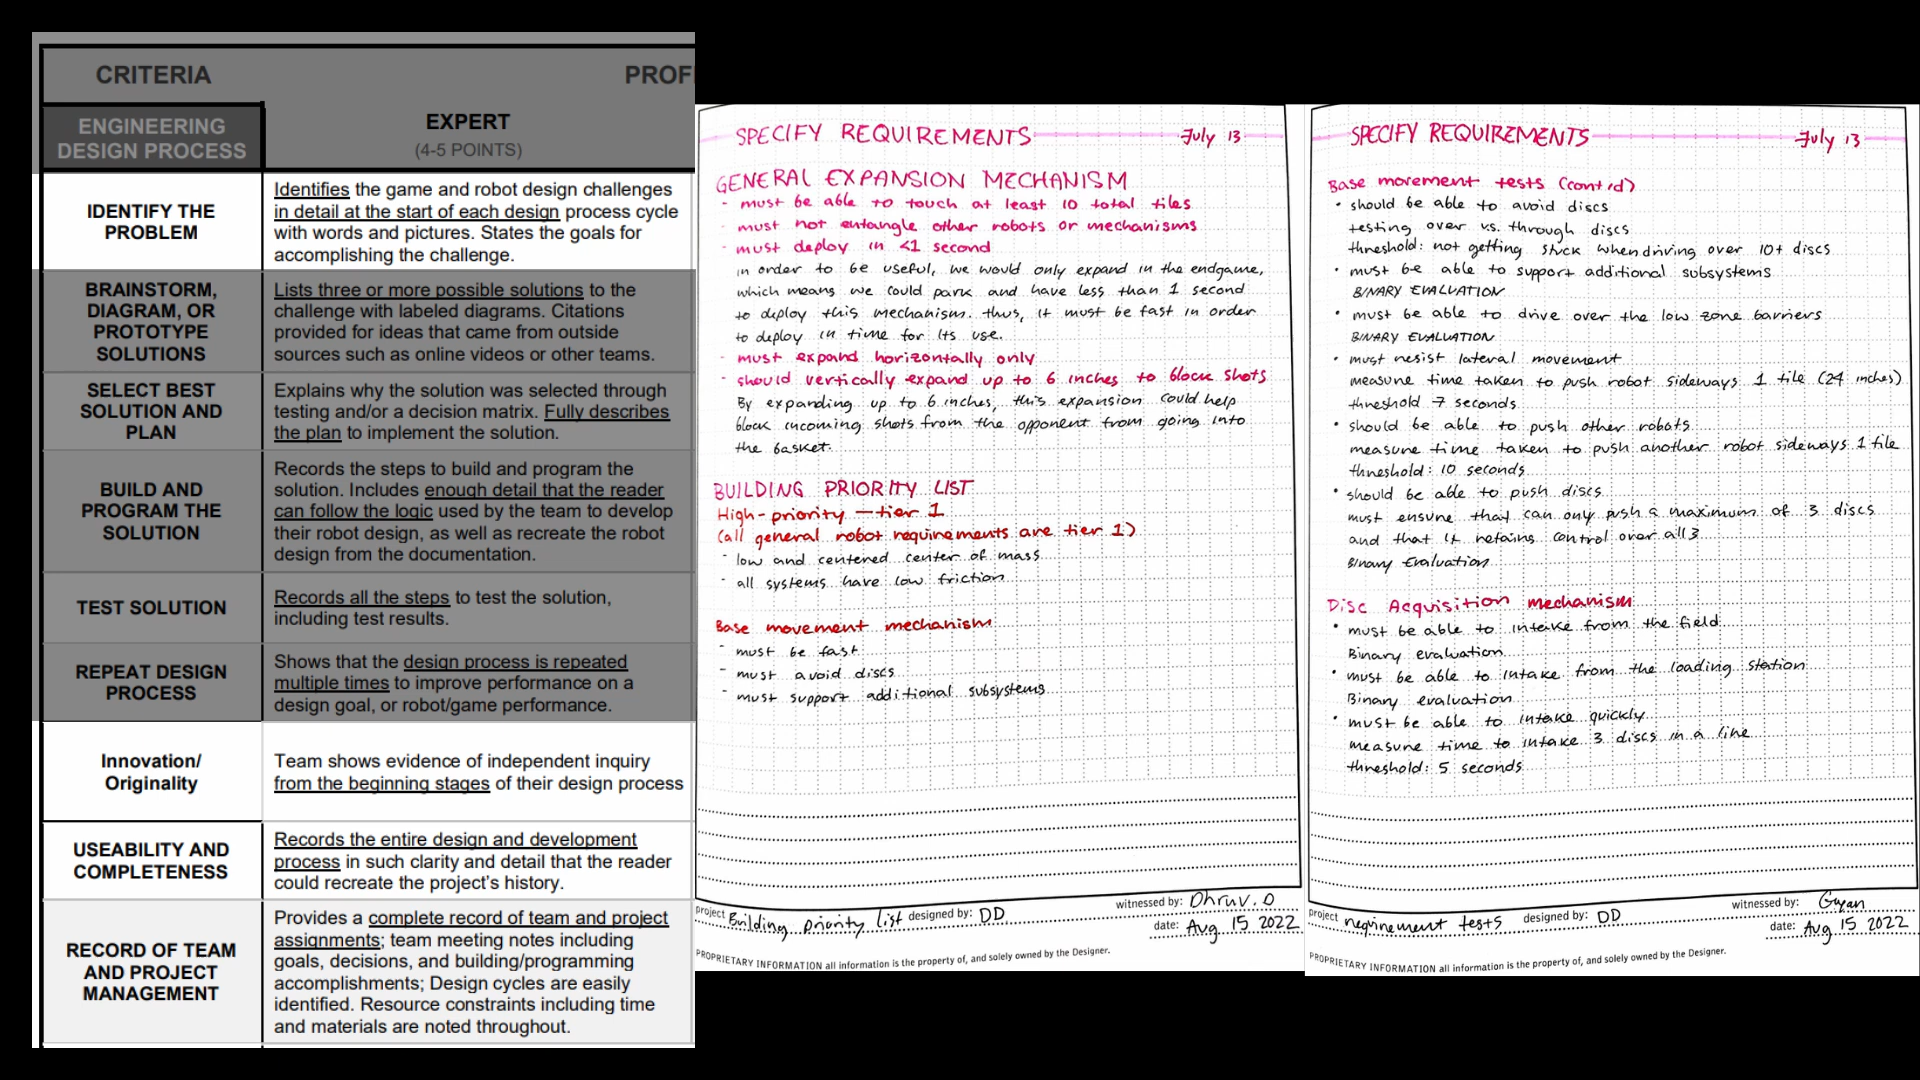 CRITERIA
PROF
ENGINEERING
DESIGN PROCESS
EXPERT
(4-5 POINTS)
IDENTIFY THE
PROBLEM
Identifies the game and robot design challenges
in detail at the start of each design process cycle
with words and pictures. States the goals for
accomplishing the challenge.
BRAINSTORM,
DIAGRAM, OR
PROTOTYPE
SOLUTIONS
Lists three or more possible solutions to the
challenge with labeled diagrams. Citations
provided for ideas that came from outside
sources such as online videos or other teams.
SELECT BEST
SOLUTION AND
PLAN
Explains why the solution was selected through
testing and/or a decision matrix. Fully describes
the plan to implement the solution.
BUILD AND
PROGRAM THE
SOLUTION
Records the steps to build and program the
solution. Includes enough detail that the reader
can follow the logic used by the team to develop
their robot design, as well as recreate the robot
design from the documentation.
TEST SOLUTION
Records all the steps to test the solution,
including test results.
REPEAT DESIGN
PROCESS
Shows that the design process is repeated
multiple times to improve performance on a
design goal, or robot/game performance.
Innovation/
Originality
Team shows evidence of independent inquiry
from the beginning stages of their design process
USEABILITY AND
COMPLETENESS
Records the entire design and development
process in such clarity and detail that the reader
could recreate the project's history.
RECORD OF TEAM
AND PROJECT
MANAGEMENT
Provides a complete record of team and project
assignments; team meeting notes including
goals, decisions, and building/programming
accomplishments; Design cycles are easily
identified. Resource constraints including time
and materials are noted throughout.
SPECIFY REQUIREMENTS July 13
GENERAL EXPANSION MECHANISM
- must be able to touch at least 10 total tiles
- must not entangle other robots or mechanisms
- must deploy in <1 second
in order to be useful, we would only expand in the endgame,
which means we could park and have less than 1 second
to deploy this mechanism. thus, it must be fast in order
to deploy in time for its use.
- must expand horizontally only
- should vertically expand up to 6 inches to block shots
By expanding up to 6 inches, this expansion could help
block incoming shots from the opponent from going into
the basket.
BUILDING PRIORITY LIST
High-priority — tier 1
(all general robot requirements are tier 1)
- low and centered center of mass
- all systems have low friction
Base movement mechanism
- must be fast
- must avoid discs
- must support additional subsystems
project Building priority list designed by: DD witnessed by: Dhruv. D
date: Aug 15 2022
PROPRIETARY INFORMATION all information is the property of, and solely owned by the Designer.
SPECIFY REQUIREMENTS July 13
Base movement tests (cont'd)
• should be able to avoid discs
testing over vs. through discs
threshold: not getting stuck when driving over 10+ discs
• must be able to support additional subsystems
BINARY EVALUATION
• must be able to drive over the low zone barriers
BINARY EVALUATION
• must resist lateral movement
measure time taken to push robot sideways 1 tile (24 inches)
threshold 7 seconds
• should be able to push other robots
measure time taken to push another robot sideways 1 tile
threshold: 10 seconds
• should be able to push discs
must ensure that can only push a maximum of 3 discs
and that it retains control over all 3
Binary Evaluation
Disc Acquisition mechanism
• must be able to intake from the field
Binary evaluation
• must be able to intake from the loading station
Binary evaluation
• must be able to intake quickly
measure time to intake 3 discs in a line
threshold: 5 seconds
project requirement tests designed by: DD witnessed by: Gyan
date: Aug 15 2022
PROPRIETARY INFORMATION all information is the property of, and solely owned by the Designer.